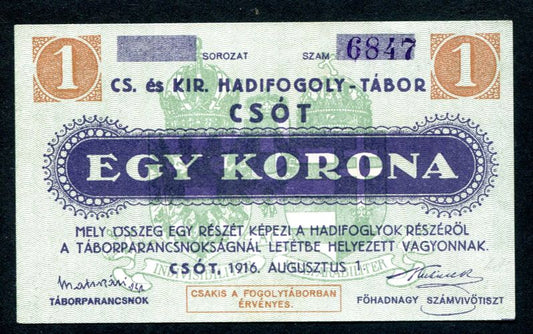 1 SOROZAT SZAM 6847 1
CS. és KIR. HADIFOGOLY-TÁBOR
CSÓT
EGY KORONA
MELY ÖSSZEG EGY RÉSZÉT KÉPEZI A HADIFOGLYOK RÉSZÉRŐL
A TÁBORPARANCSNOKSÁGNÁL LETÉTBE HELYEZETT VAGYONNAK.
CSÓT, 1916. AUGUSZTUS 1.
TÁBORPARANCSNOK
CSAKIS A FOGOLYTÁBORBAN
ÉRVÉNYES.
FŐHADNAGY SZÁMVIVŐTISZT